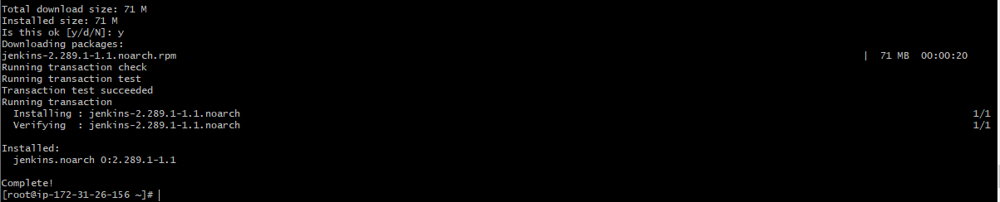 Total download size: 71 M
Installed size: 71 M
Is this ok [y/d/N]: y
Downloading packages:
jenkins-2.289.1-1.1.noarch.rpm | 71 MB 00:00:20
Running transaction check
Running transaction test
Transaction test succeeded
Running transaction
  Installing : jenkins-2.289.1-1.1.noarch 1/1
  Verifying  : jenkins-2.289.1-1.1.noarch 1/1

Installed:
  jenkins.noarch 0:2.289.1-1.1

Complete!
[root@ip-172-31-26-156 ~]#